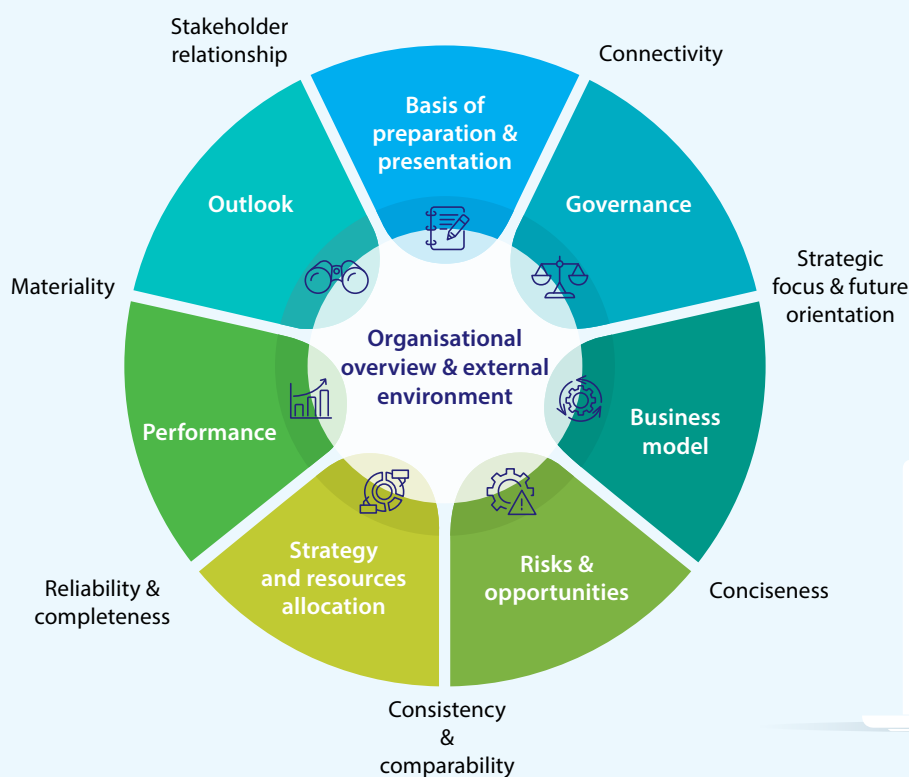 Stakeholder
relationship
Connectivity
Basis of
preparation &
presentation
Outlook
Governance
Materiality
Strategic
focus & future
orientation
Organisational
overview & external
environment
Performance
Business
model
Strategy
and resources
allocation
Risks &
opportunities
Reliability &
completeness
Conciseness
Consistency
&
comparability